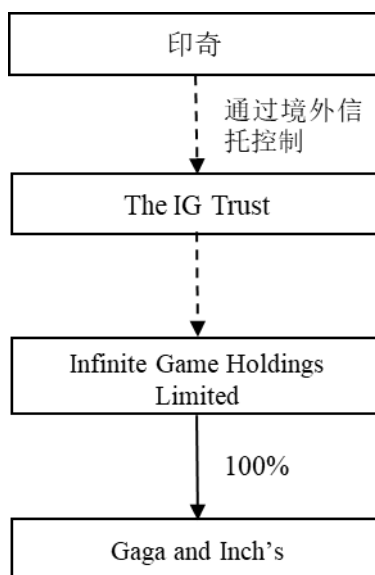 印奇
通过境外信
托控制
The IG Trust
Infinite Game Holdings
Limited
100%
Gaga and Inch’s